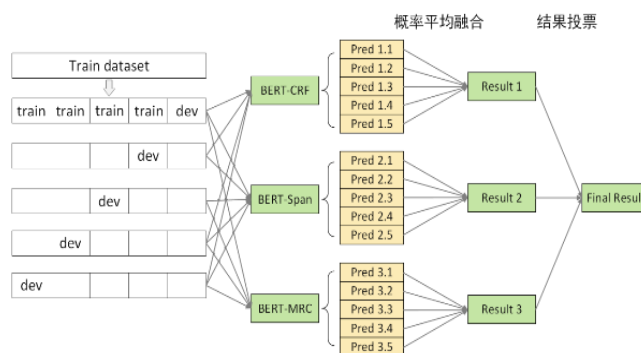 概率平均融合
结果投票
Train dataset
train train train train dev
dev
dev
dev
dev
BERT-CRF
BERT-Span
BERT-MRC
Pred 1.1
Pred 1.2
Pred 1.3
Pred 1.4
Pred 1.5
Pred 2.1
Pred 2.2
Pred 2.3
Pred 2.4
Pred 2.5
Pred 3.1
Pred 3.2
Pred 3.3
Pred 3.4
Pred 3.5
Result 1
Result 2
Result 3
Final Result